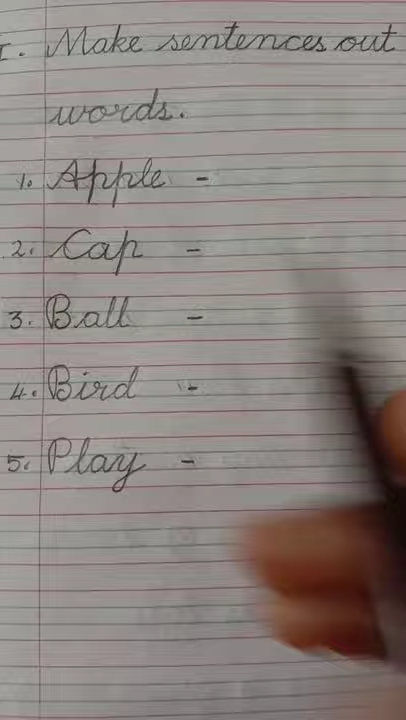 I. Make sentences out
words.
1. Apple -
2. Cap -
3. Ball -
4. Bird -
5. Play -